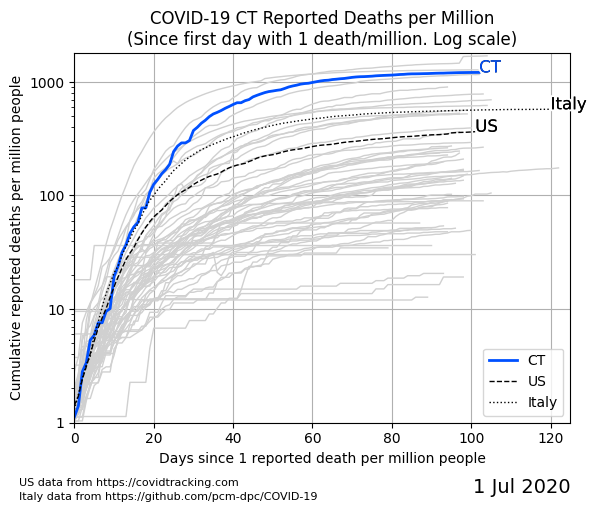 COVID-19 CT Reported Deaths per Million
(Since first day with 1 death/million. Log scale)
Cumulative reported deaths per million people
1000
100
10
1
CT
Italy
US
CT
US
Italy
0
20
40
60
80
100
120
Days since 1 reported death per million people
US data from https://covidtracking.com
Italy data from https://github.com/pcm-dpc/COVID-19
1 Jul 2020